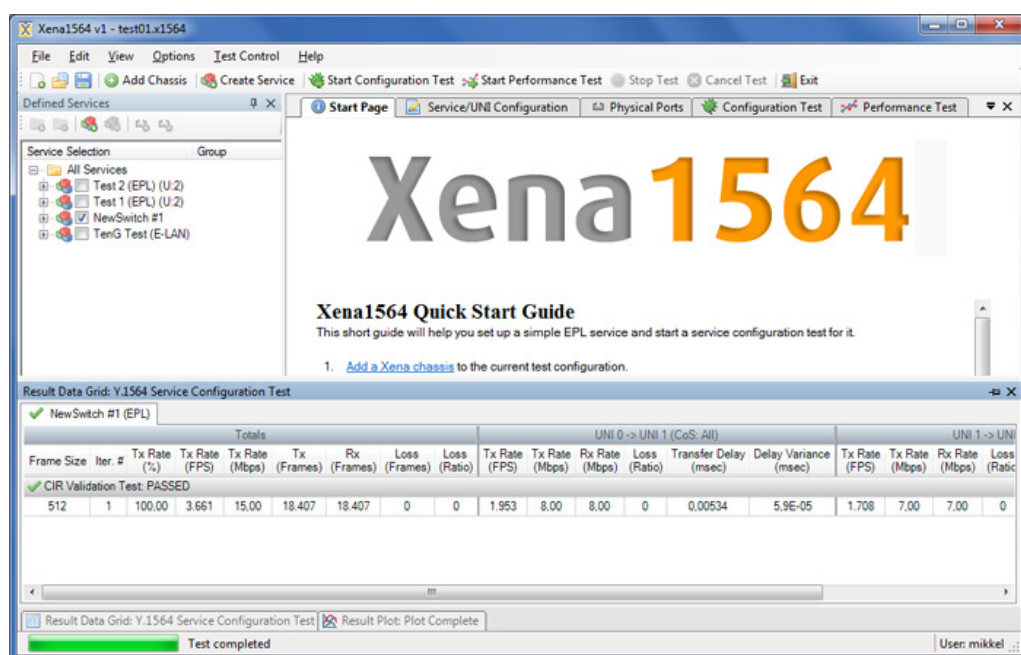 Xena1564 v1 - test01.x1564
File Edit View Options Test Control Help
Add Chassis Create Service Start Configuration Test Start Performance Test Stop Test Cancel Test Exit
Defined Services
Start Page Service/UNI Configuration Physical Ports Configuration Test Performance Test
Service Selection Group
All Services
Test 2 (EPL) (U:2)
Test 1 (EPL) (U:2)
NewSwitch #1
TenG Test (E-LAN)
Xena1564
Xena1564 Quick Start Guide
This short guide will help you set up a simple EPL service and start a service configuration test for it.
1. Add a Xena chassis to the current test configuration.
Result Data Grid: Y.1564 Service Configuration Test
NewSwitch #1 (EPL)
Totals UNI 0 -> UNI 1 (CoS: All) UNI 1 -> UNI
Frame Size Iter. # Tx Rate (%) Tx Rate (FPS) Tx Rate (Mbps) Tx (Frames) Rx (Frames) Loss (Frames) Loss (Ratio) Tx Rate (FPS) Tx Rate (Mbps) Rx Rate (Mbps) Loss (Ratio) Transfer Delay (msec) Delay Variance (msec) Tx Rate (FPS) Tx Rate (Mbps) Rx Rate (Mbps) Loss (Ratic
CIR Validation Test: PASSED
512 1 100,00 3.661 15,00 18.407 18.407 0 0 1.953 8,00 8,00 0 0,00534 5,9E-05 1.708 7,00 7,00 0
Result Data Grid: Y.1564 Service Configuration Test Result Plot: Plot Complete
Test completed User: mikkel